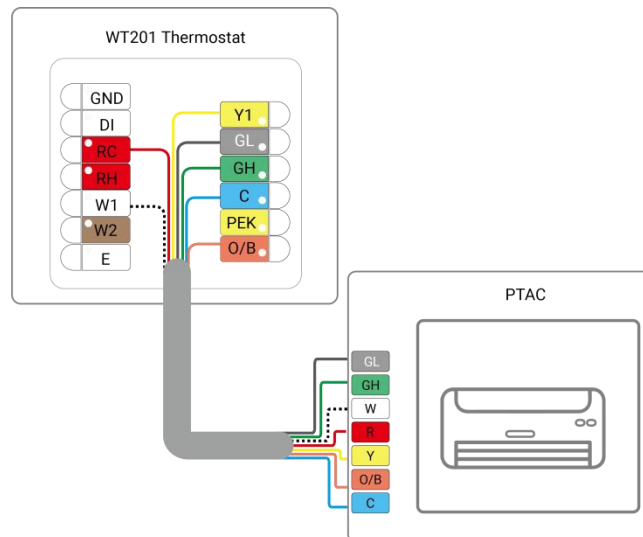 WT201 Thermostat
GND
DI
RC
RH
W1
W2
E
Y1
GL
GH
C
PEK
O/B
PTAC
GL
GH
W
R
Y
O/B
C